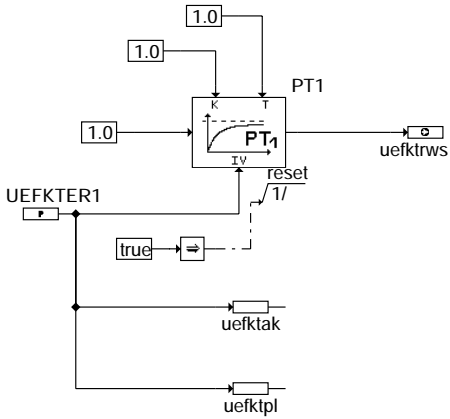 1.0
1.0
PT1
K T
1.0
PT1
IV
uefktrws
reset
1/
UEFKTER1
P
true
uefktak
uefktpl